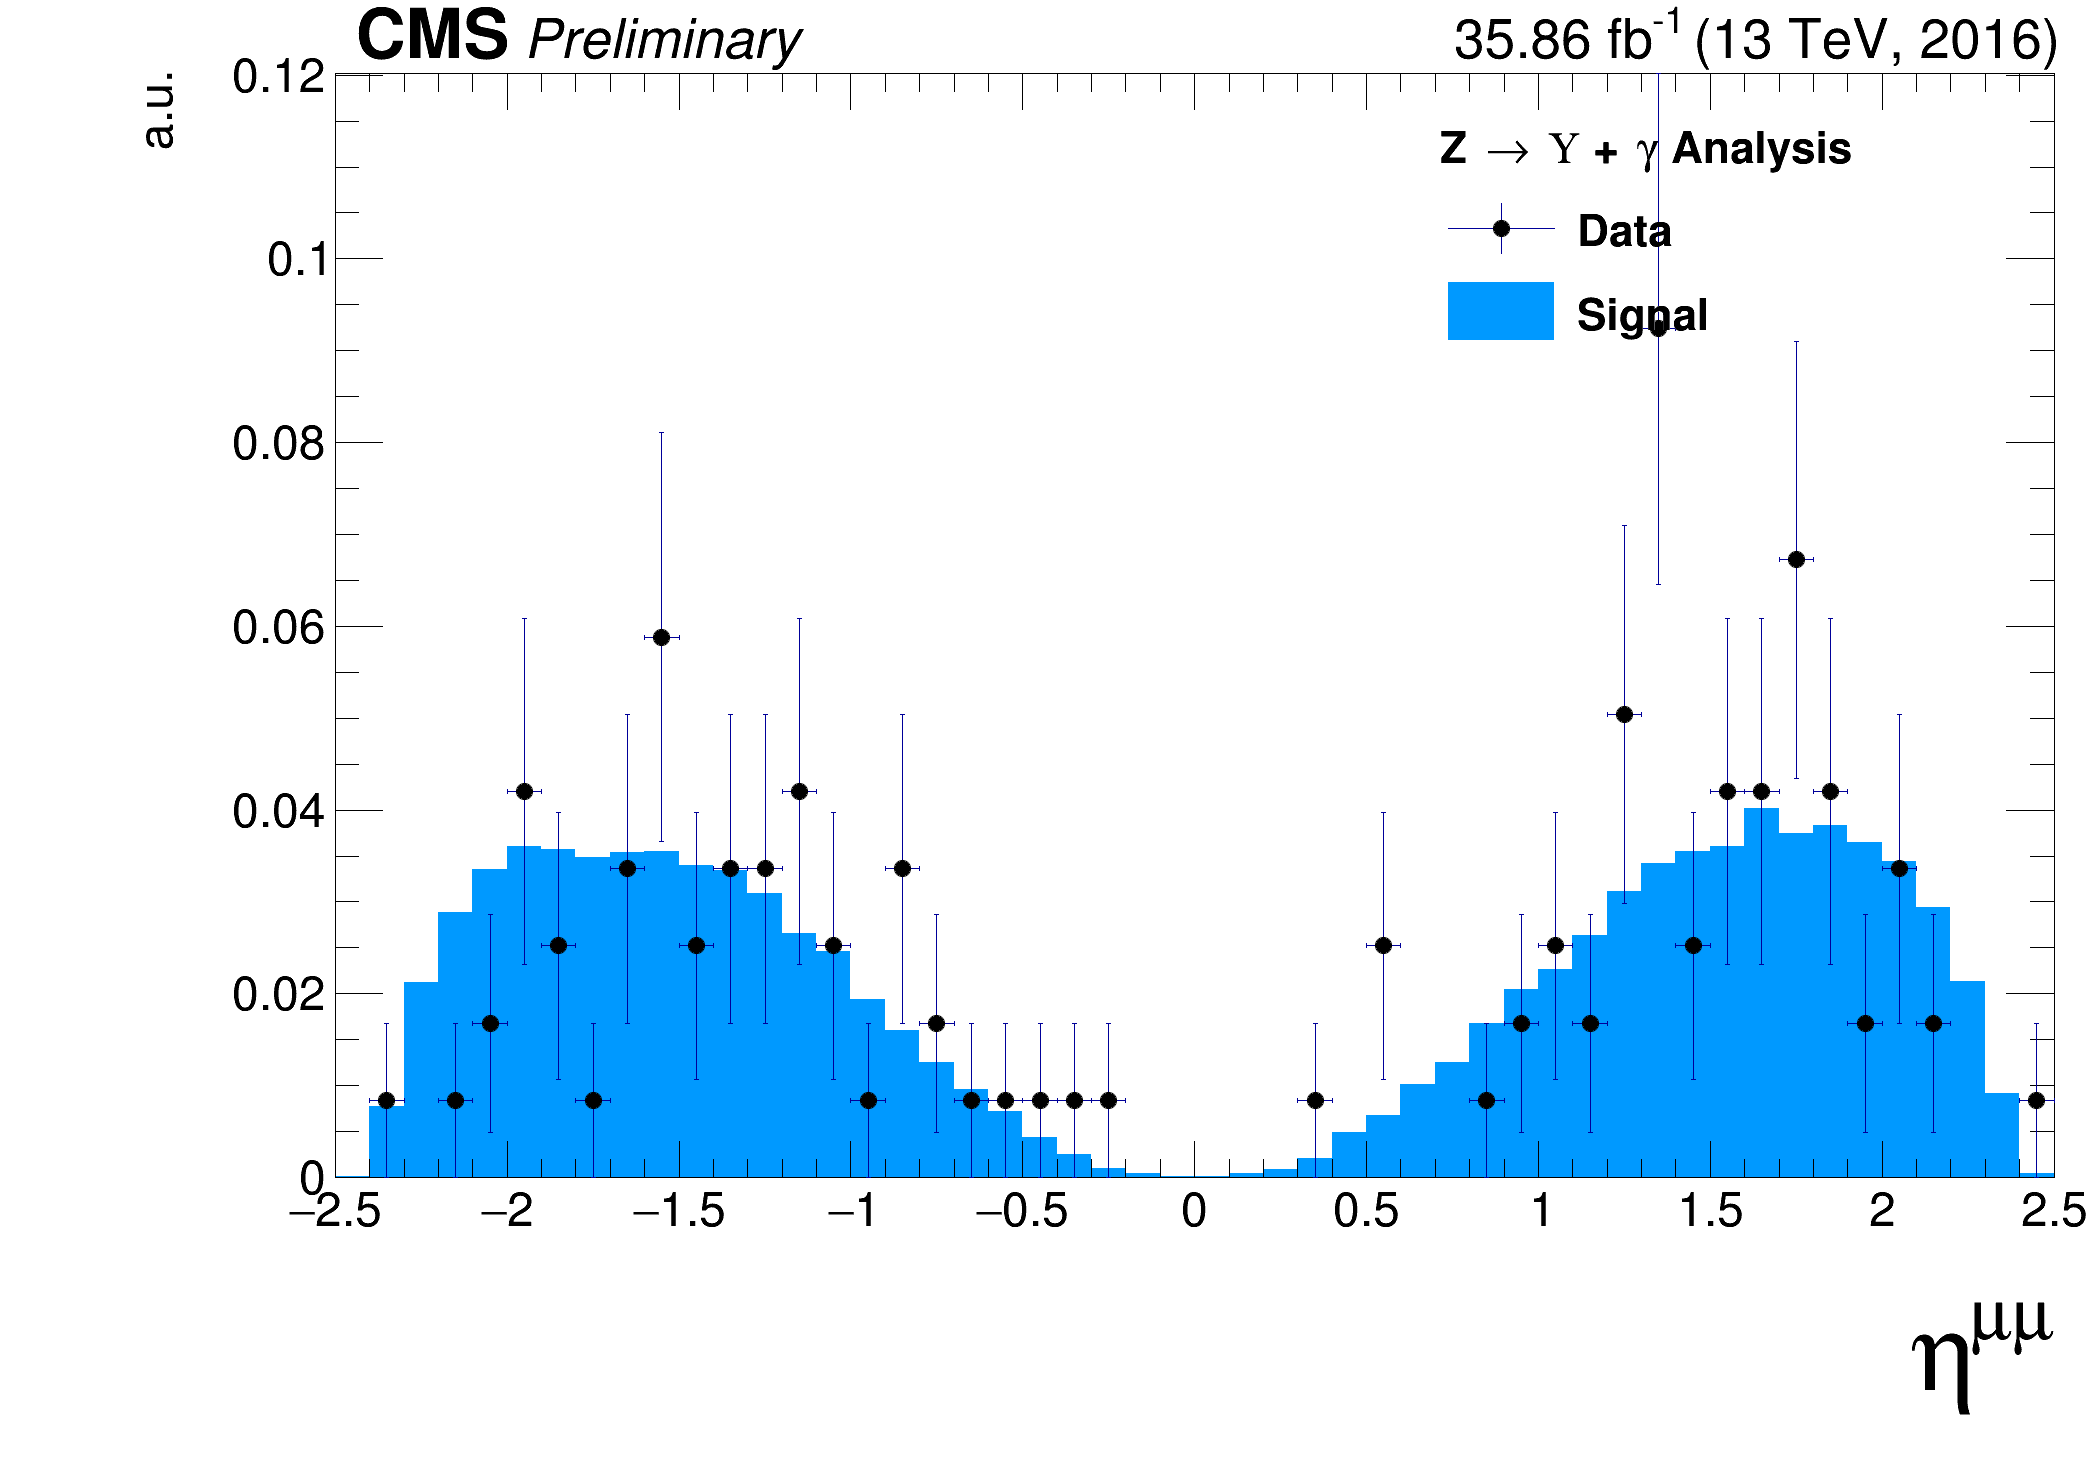 CMS Preliminary
35.86 fb⁻¹ (13 TeV, 2016)
a.u.
0.12
0.1
0.08
0.06
0.04
0.02
0
Z → ϒ + γ Analysis
Data
Signal
−2.5 −2 −1.5 −1 −0.5 0 0.5 1 1.5 2 2.5
η^μμ